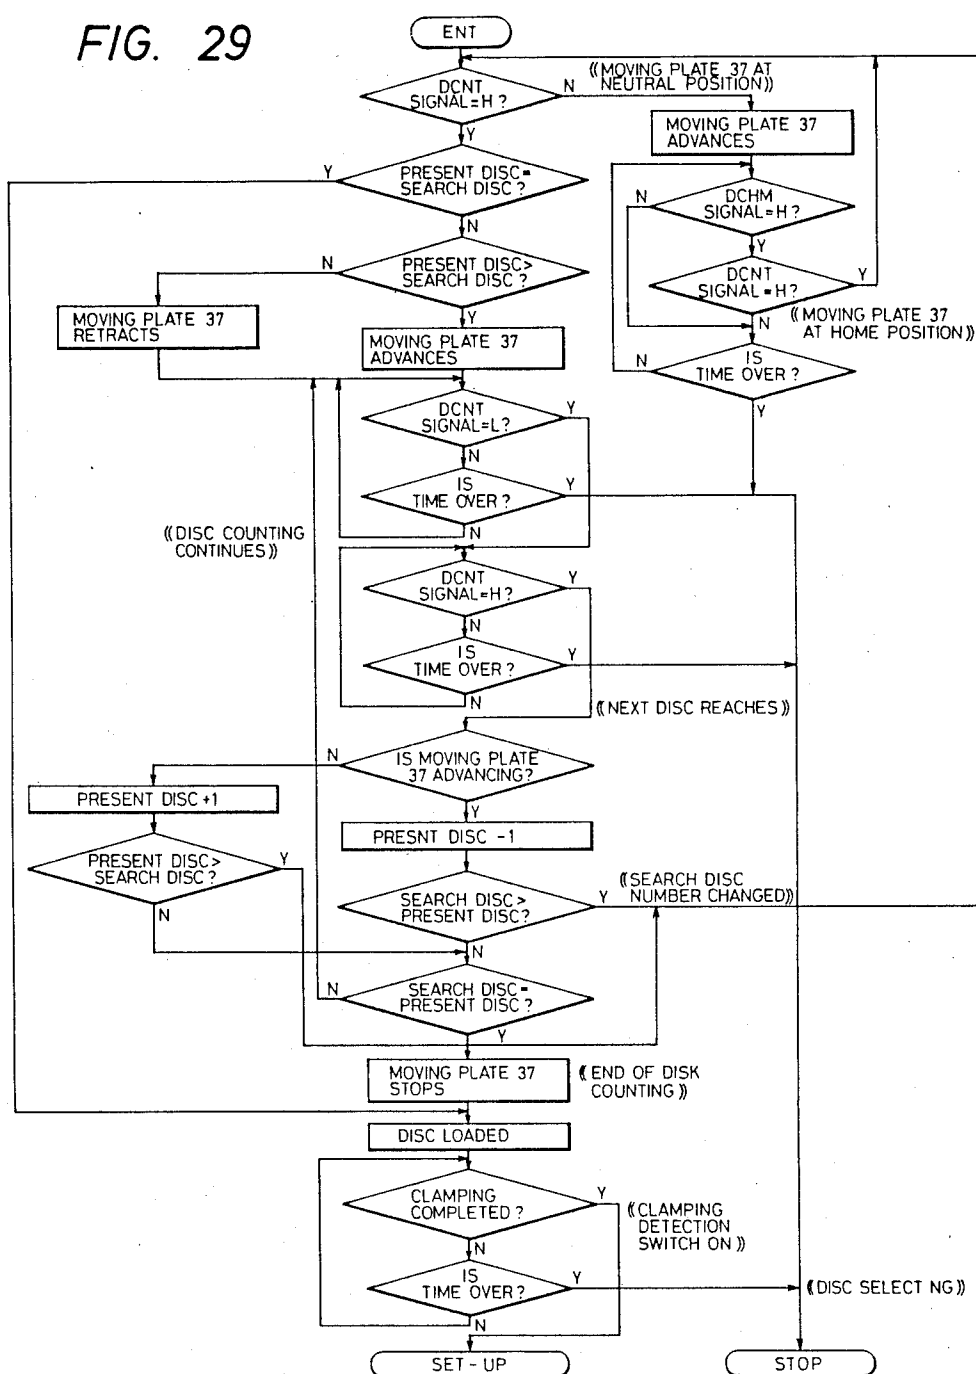 FIG. 29
ENT
DCNT
SIGNAL=H?
N
((MOVING PLATE 37 AT
NEUTRAL POSITION))
Y
MOVING PLATE 37
ADVANCES
Y
PRESENT DISC=
SEARCH DISC?
N
N
DCHM
SIGNAL=H?
Y
N
PRESENT DISC>
SEARCH DISC?
Y
DCNT
SIGNAL=H?
Y
N
((MOVING PLATE 37
AT HOME POSITION))
MOVING PLATE 37
RETRACTS
MOVING PLATE 37
ADVANCES
N
IS
TIME OVER?
Y
DCNT
SIGNAL=L?
Y
N
IS
TIME OVER?
Y
N
((DISC COUNTING
CONTINUES))
DCNT
SIGNAL=H?
Y
N
IS
TIME OVER?
Y
N
((NEXT DISC REACHES))
N
IS MOVING PLATE
37 ADVANCING?
Y
PRESENT DISC+1
PRESNT DISC -1
PRESENT DISC>
SEARCH DISC?
Y
N
SEARCH DISC>
PRESENT DISC?
Y
((SEARCH DISC
NUMBER CHANGED))
N
N
SEARCH DISC=
PRESENT DISC?
Y
MOVING PLATE 37
STOPS
((END OF DISK
COUNTING))
DISC LOADED
CLAMPING
COMPLETED?
Y
((CLAMPING
DETECTION
SWITCH ON))
N
IS
TIME OVER?
Y
((DISC SELECT NG))
N
SET-UP
STOP